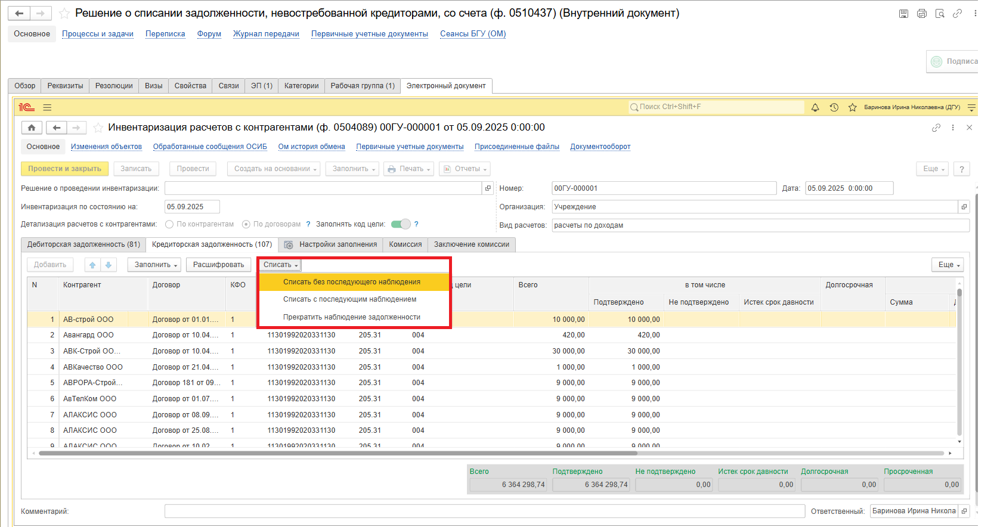 Решение о списании задолженности, невостребованной кредиторами, со счета (ф. 0510437) (Внутренний документ)
Основное Процессы и задачи Переписка Форум Журнал передачи Первичные учетные документы Сеансы БГУ (ОМ)
Подписа
Обзор Реквизиты Резолюции Визы Свойства Связи ЭП (1) Категории Рабочая группа (1) Электронный документ
1С Поиск Ctrl+Shift+F Баринова Ирина Николаевна (ДГУ)
Инвентаризация расчетов с контрагентами (ф. 0504089) 00ГУ-000001 от 05.09.2025 0:00:00
Основное Изменения объектов Обработанные сообщения ОСИБ Ом история обмена Первичные учетные документы Присоединенные файлы Документооборот
Провести и закрыть Записать Провести Создать на основании Заполнить Печать Отчеты Еще ?
Решение о проведении инвентаризации: Номер: 00ГУ-000001 Дата: 05.09.2025 0:00:00
Инвентаризация по состоянию на: 05.09.2025 Организация: Учреждение
Детализация расчетов с контрагентами: По контрагентам По договорам ? Заполнять код цели: ? Вид расчетов: расчеты по доходам
Дебиторская задолженность (81) Кредиторская задолженность (107) Настройки заполнения Комиссия Заключение комиссии
Добавить Заполнить Расшифровать Списать Еще
Списать без последующего наблюдения
Списать с последующим наблюдением
Прекратить наблюдение задолженности
N Контрагент Договор КФО цели Всего в том числе Долгосрочная
Подтверждено Не подтверждено Истек срок давности Сумма
1 АВ-строй ООО Договор от 01.01.... 1 10 000,00 10 000,00
2 Авангард ООО Договор от 10.04.... 1 11301992020331130 205.31 004 420,00 420,00
3 АВК-Строй ОО... Договор от 10.04.... 1 11301992020331130 205.31 004 30 000,00 30 000,00
4 АВКачество ООО Договор от 21.04.... 1 11301992020331130 205.31 004 1 000,00 1 000,00
5 АВРОРА-Строй... Договор 181 от 09... 1 11301992020331130 205.31 004 9 000,00 9 000,00
6 АвТелКом ООО Договор от 01.07.... 1 11301992020331130 205.31 004 9 000,00 9 000,00
7 АЛАКСИС ООО Договор от 08.09.... 1 11301992020331130 205.31 004 9 000,00 9 000,00
8 АЛАКСИС ООО Договор от 25.08.... 1 11301992020331130 205.31 004 9 000,00 9 000,00
9 АЛАКСИС ООО Договор от 10.02.... 1 11301992020331130 205.31 004 9 000,00 9 000,00
Всего Подтверждено Не подтверждено Истек срок давности Долгосрочная Просроченная
6 364 298,74 6 364 298,74 0,00 0,00 0,00 0,00
Комментарий: Ответственный: Баринова Ирина Никола